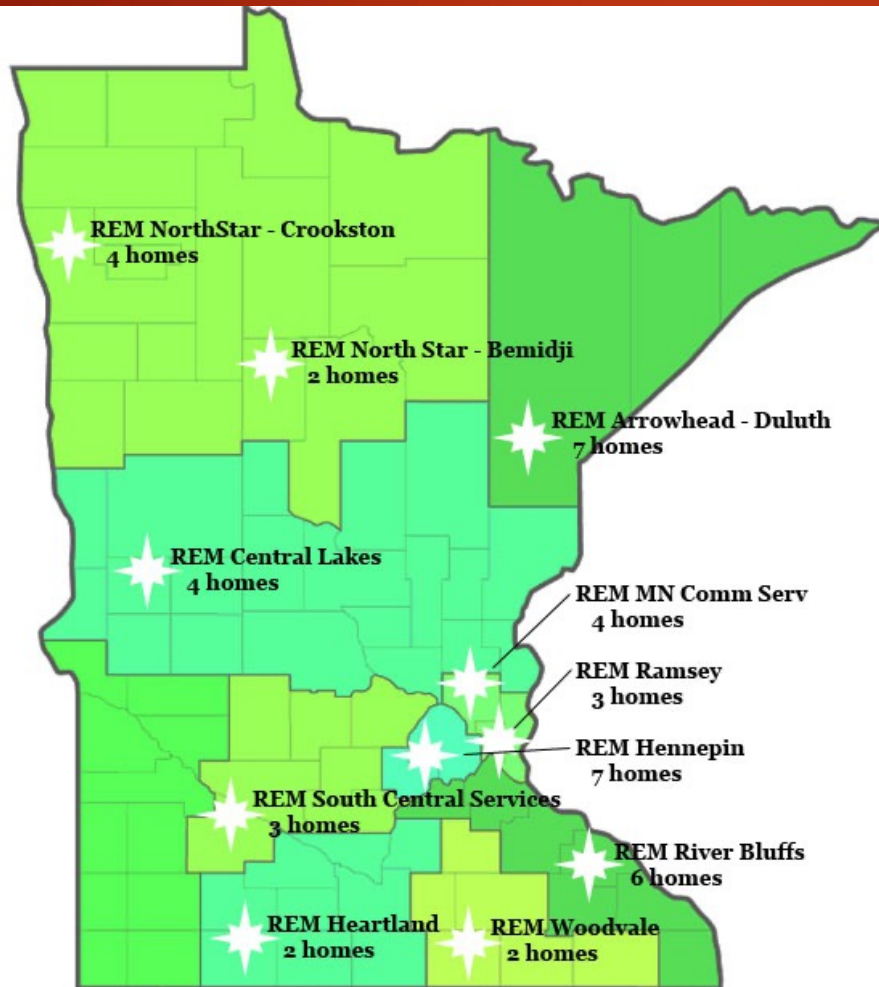 REM NorthStar - Crookston
4 homes
REM North Star - Bemidji
2 homes
REM Arrowhead - Duluth
7 homes
REM Central Lakes
4 homes
REM MN Comm Serv
4 homes
REM Ramsey
3 homes
REM Hennepin
7 homes
REM South Central Services
3 homes
REM River Bluffs
6 homes
REM Heartland
2 homes
REM Woodvale
2 homes